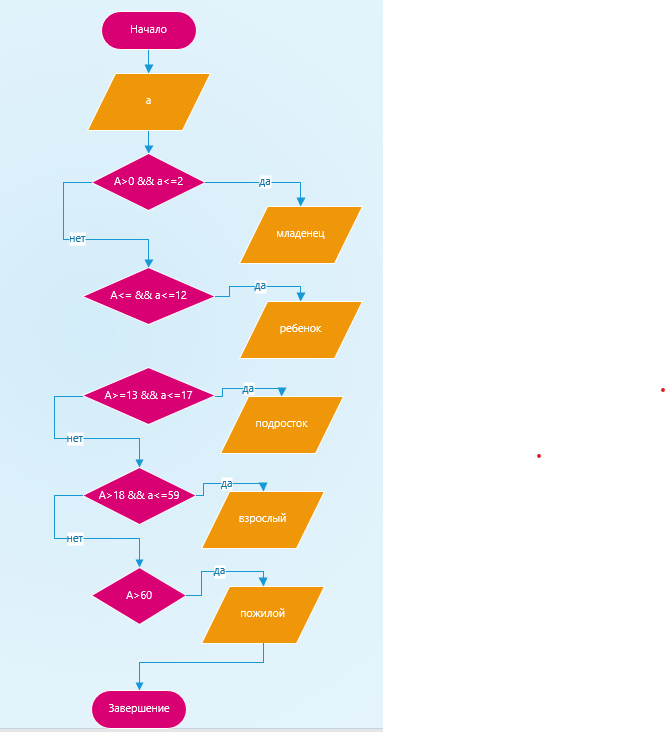 Начало
a
A>0 && a<=2
да
младенец
нет
A<= && a<=12
да
ребенок
A>=13 && a<=17
да
подросток
нет
A>18 && a<=59
да
взрослый
нет
A>60
да
пожилой
Завершение